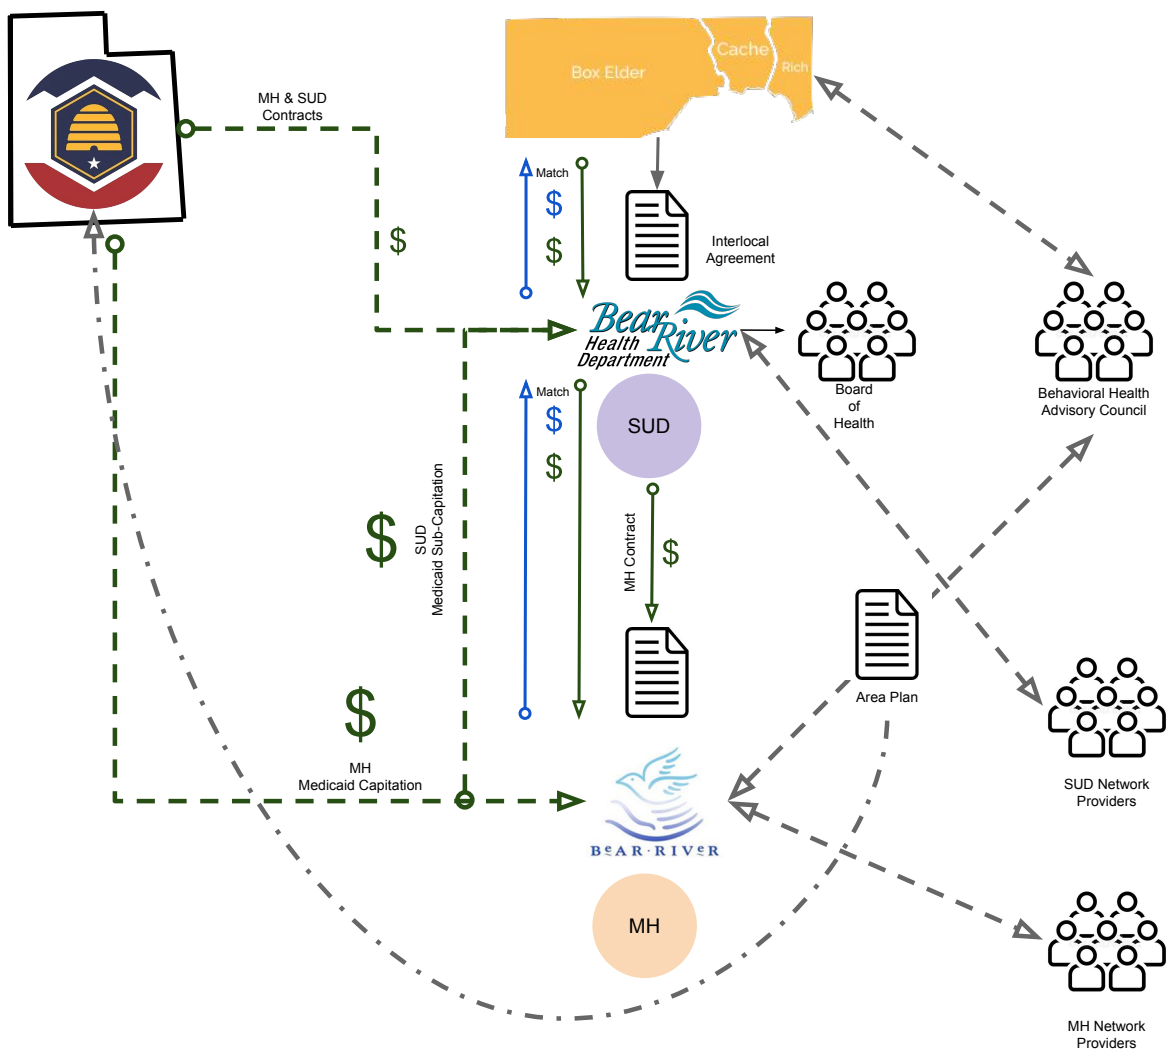 Box Elder
Cache
Rich
MH & SUD
Contracts
$
Match
$
$
Interlocal
Agreement
Bear
River
Health
Department
Board
of
Health
Behavioral Health
Advisory Council
Match
$
$
SUD
$
SUD
Medicaid Sub-Capitation
MH Contract
$
Area Plan
$
MH
Medicaid Capitation
BeAR·RIVeR
MH
SUD Network
Providers
MH Network
Providers